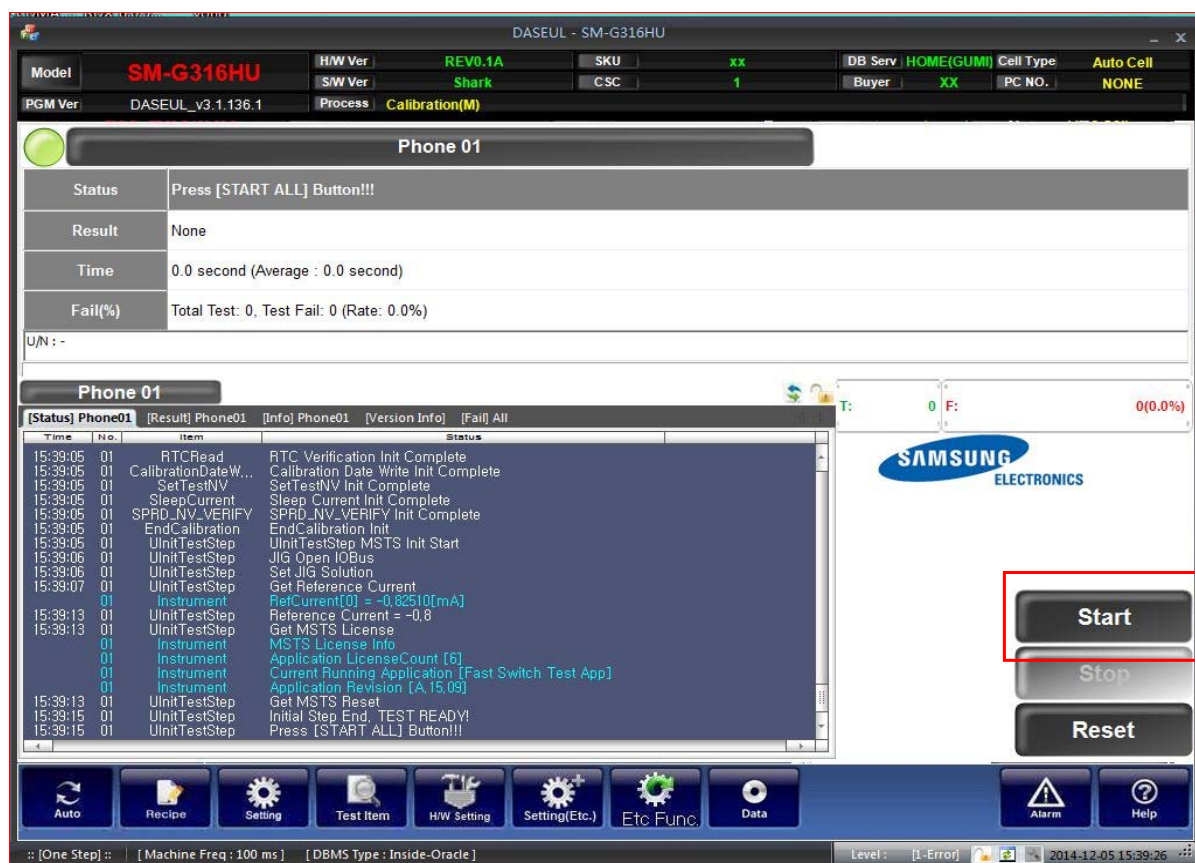 DASEUL - SM-G316HU
Model SM-G316HU H/W Ver REV0.1A SKU xx DB Serv HOME(GUMI) Cell Type Auto Cell
S/W Ver Shark CSC 1 Buyer XX PC NO. NONE
PGM Ver DASEUL_v3.1.136.1 Process Calibration(M)
Phone 01
Status Press [START ALL] Button!!!
Result None
Time 0.0 second (Average : 0.0 second)
Fail(%) Total Test: 0, Test Fail: 0 (Rate: 0.0%)
U/N : -
Phone 01
T: 0 F: 0(0.0%)
[Status] Phone01 [Result] Phone01 [Info] Phone01 [Version Info] [Fail] All
Time No. Item Status
15:39:05 01 RTCRead RTC Verification Init Complete
15:39:05 01 CalibrationDateW... Calibration Date Write Init Complete
15:39:05 01 SetTestNV SetTestNV Init Complete
15:39:05 01 SleepCurrent Sleep Current Init Complete
15:39:05 01 SPRD_NV_VERIFY SPRD_NV_VERIFY Init Complete
15:39:05 01 EndCalibration EndCalibration Init
15:39:05 01 UInitTestStep UInitTestStep MSTS Init Start
15:39:06 01 UInitTestStep JIG Open IOBus
15:39:06 01 UInitTestStep Set JIG Solution
15:39:07 01 UInitTestStep Get Reference Current
01 Instrument RefCurrent[0] = -0,82510[mA]
15:39:13 01 UInitTestStep Reference Current = -0,8
15:39:13 01 UInitTestStep Get MSTS License
01 Instrument MSTS License Info
01 Instrument Application LicenseCount [6]
01 Instrument Current Running Application [Fast Switch Test App]
01 Instrument Application Revision [A,15,09]
15:39:13 01 UInitTestStep Get MSTS Reset
15:39:15 01 UInitTestStep Initial Step End, TEST READY!
15:39:15 01 UInitTestStep Press [START ALL] Button!!!
SAMSUNG
ELECTRONICS
Start
Stop
Reset
Auto Recipe Setting Test Item H/W Setting Setting(Etc.) Etc Func. Data Alarm Help
:: [One Step] :: [ Machine Freq : 100 ms ] [ DBMS Type : Inside-Oracle ] Level : [1-Error] 2014-12-05 15:39:26